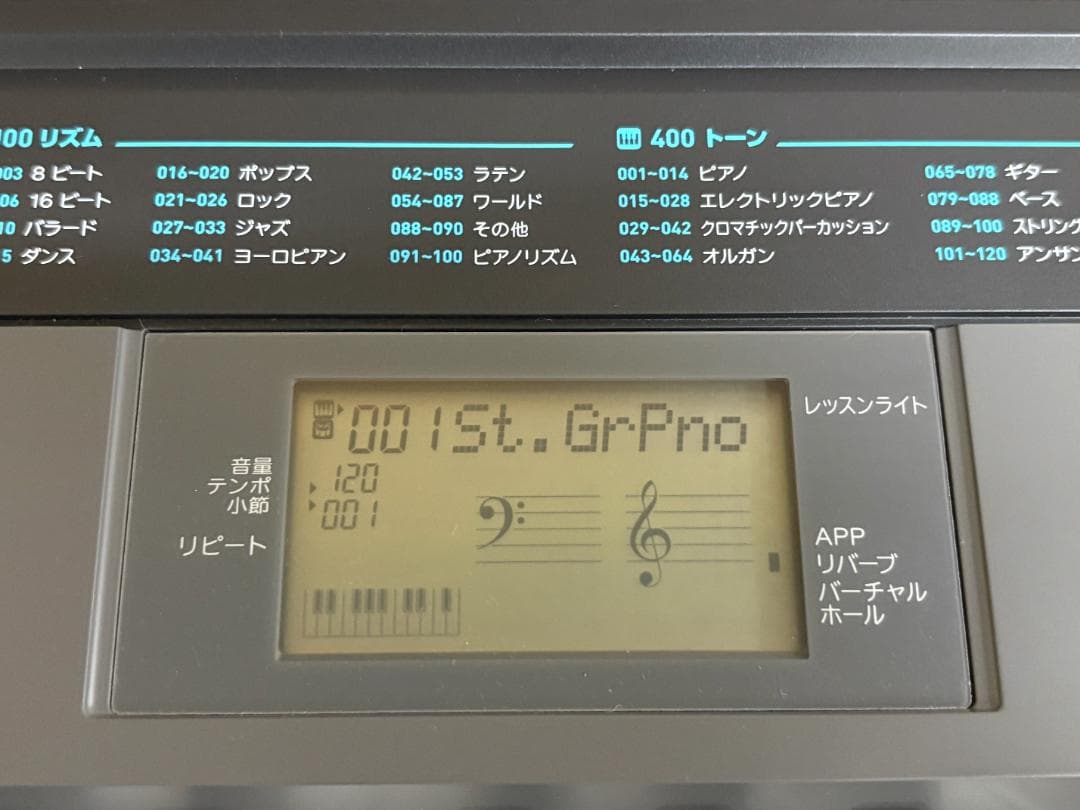 00 リズム
400 トーン
003 8 ビート 016~020 ポップス 042~053 ラテン
06 16 ビート 021~026 ロック 054~087 ワールド
10 バラード 027~033 ジャズ 088~090 その他
5 ダンス 034~041 ヨーロピアン 091~100 ピアノリズム
001~014 ピアノ 065~078 ギター
015~028 エレクトリックピアノ 079~088 ベース
029~042 クロマチックパーカッション 089~100 ストリング
043~064 オルガン 101~120 アンサン
001St.GrPno
音量
テンポ
小節
リピート
120
001
レッスンライト
APP
リバーブ
バーチャル
ホール